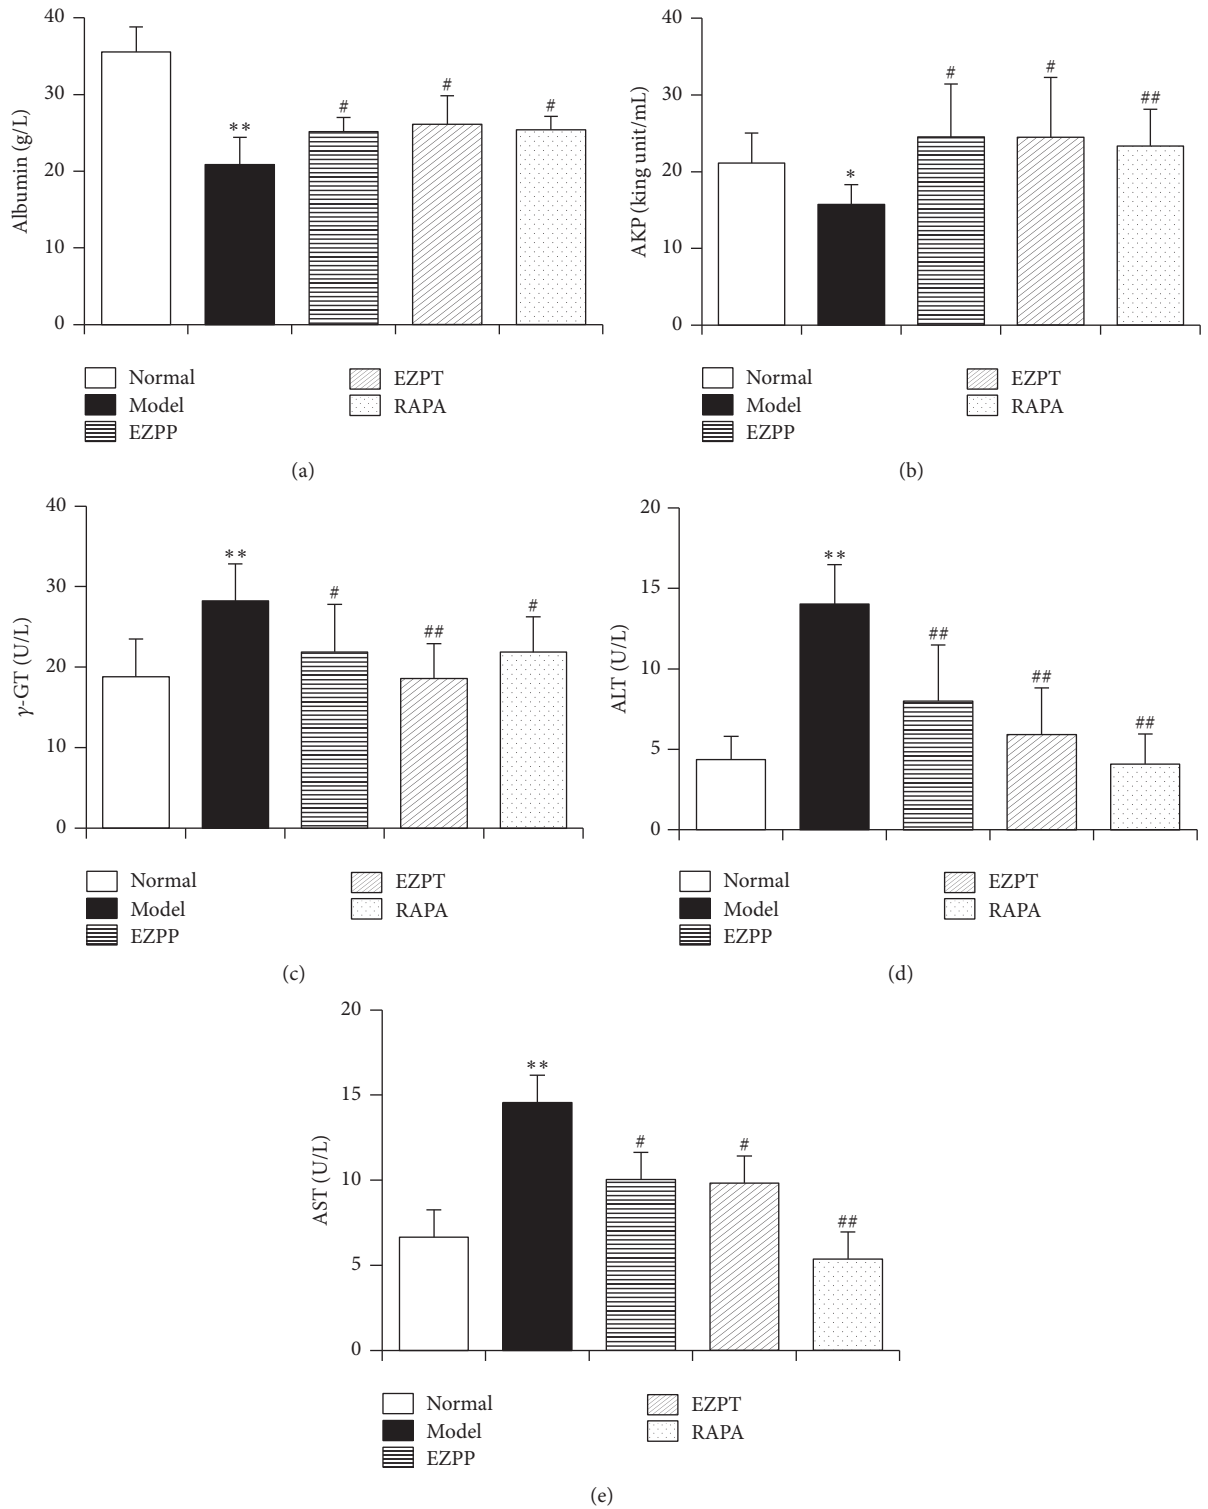 40
30
20
10
0
Albumin (g/L)
**
#
#
#
Normal
Model
EZPP
EZPT
RAPA
(a)
40
30
20
10
0
AKP (king unit/mL)
*
#
#
##
Normal
Model
EZPP
EZPT
RAPA
(b)
40
30
20
10
0
γ-GT (U/L)
**
#
##
#
Normal
Model
EZPP
EZPT
RAPA
(c)
20
15
10
5
0
ALT (U/L)
**
##
##
##
Normal
Model
EZPP
EZPT
RAPA
(d)
20
15
10
5
0
AST (U/L)
**
#
#
##
Normal
Model
EZPP
EZPT
RAPA
(e)